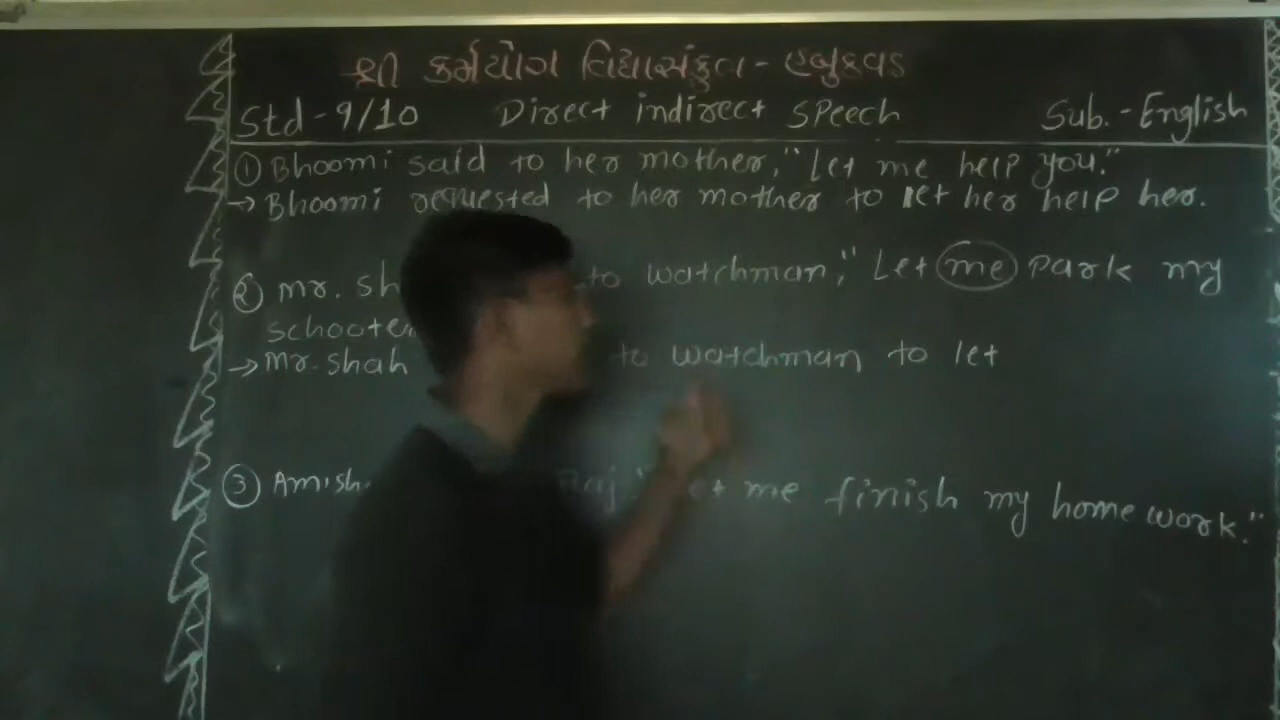 શ્રી કર્મયોગ વિદ્યાસંકુલ -
Std-9/10 Direct indirect Speech Sub.-English
① Bhoomi said to her mother, "Let me help you."
→ Bhoomi requested to her mother to let her help her.
② Mr. Sh to watchman," Let me park my
schooter
→ Mr. Shah to watchman to let
③ Amish me finish my home work."